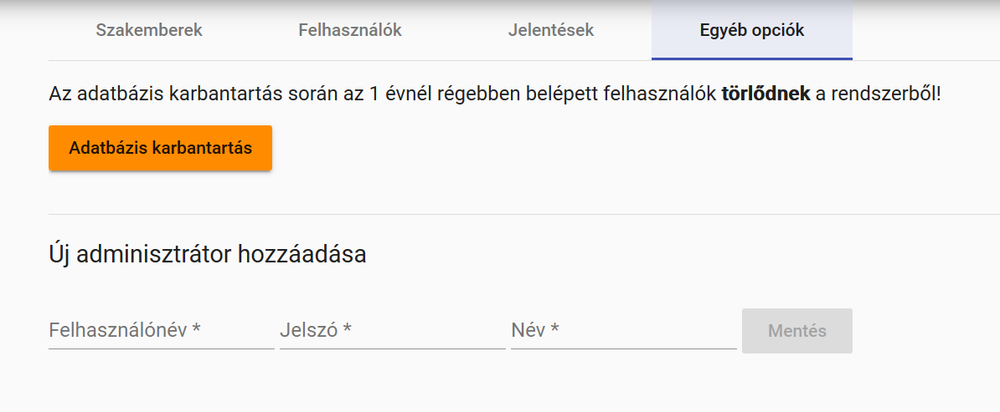 Szakemberek Felhasználók Jelentések Egyéb opciók
Az adatbázis karbantartás során az 1 évnél régebben belépett felhasználók törlődnek a rendszerből!
Adatbázis karbantartás
Új adminisztrátor hozzáadása
Felhasználónév * Jelszó * Név * Mentés